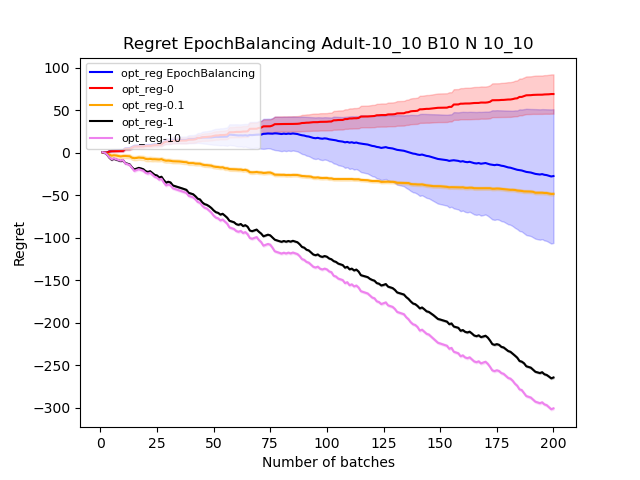 Regret EpochBalancing Adult-10_10 B10 N 10_10
opt_reg EpochBalancing
opt_reg-0
opt_reg-0.1
opt_reg-1
opt_reg-10
100
50
0
−50
−100
−150
−200
−250
−300
Regret
0 25 50 75 100 125 150 175 200
Number of batches